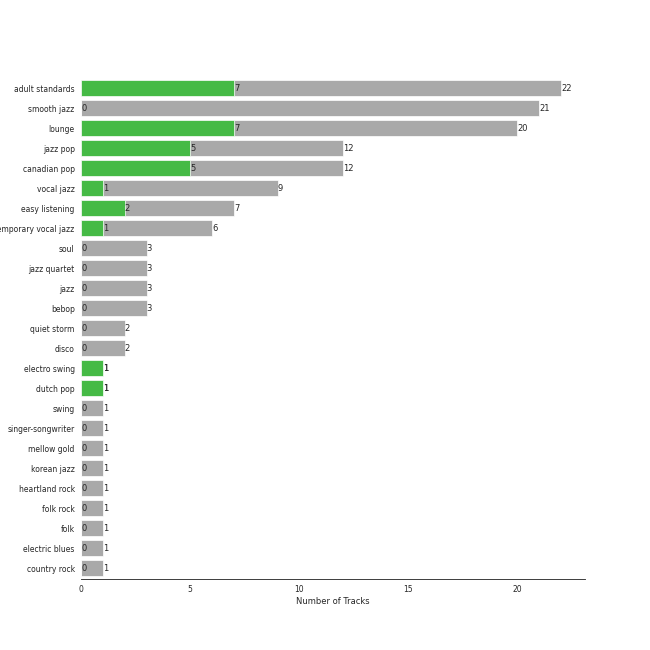 adult standards 7 22
smooth jazz 0 21
lounge 7 20
jazz pop 5 12
canadian pop 5 12
vocal jazz 1 9
easy listening 2 7
emporary vocal jazz 1 6
soul 0 3
jazz quartet 0 3
jazz 0 3
bebop 0 3
quiet storm 0 2
disco 0 2
electro swing 1
dutch pop 1
swing 0 1
singer-songwriter 0 1
mellow gold 0 1
korean jazz 0 1
heartland rock 0 1
folk rock 0 1
folk 0 1
electric blues 0 1
country rock 0 1
0 5 10 15 20
Number of Tracks